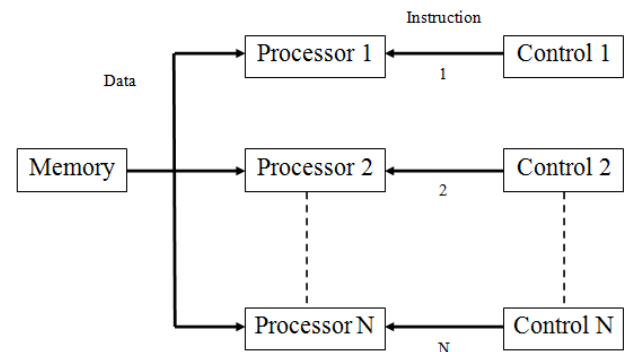 Instruction
Processor 1
Control 1
1
Data
Memory
Processor 2
Control 2
2
Processor N
Control N
N